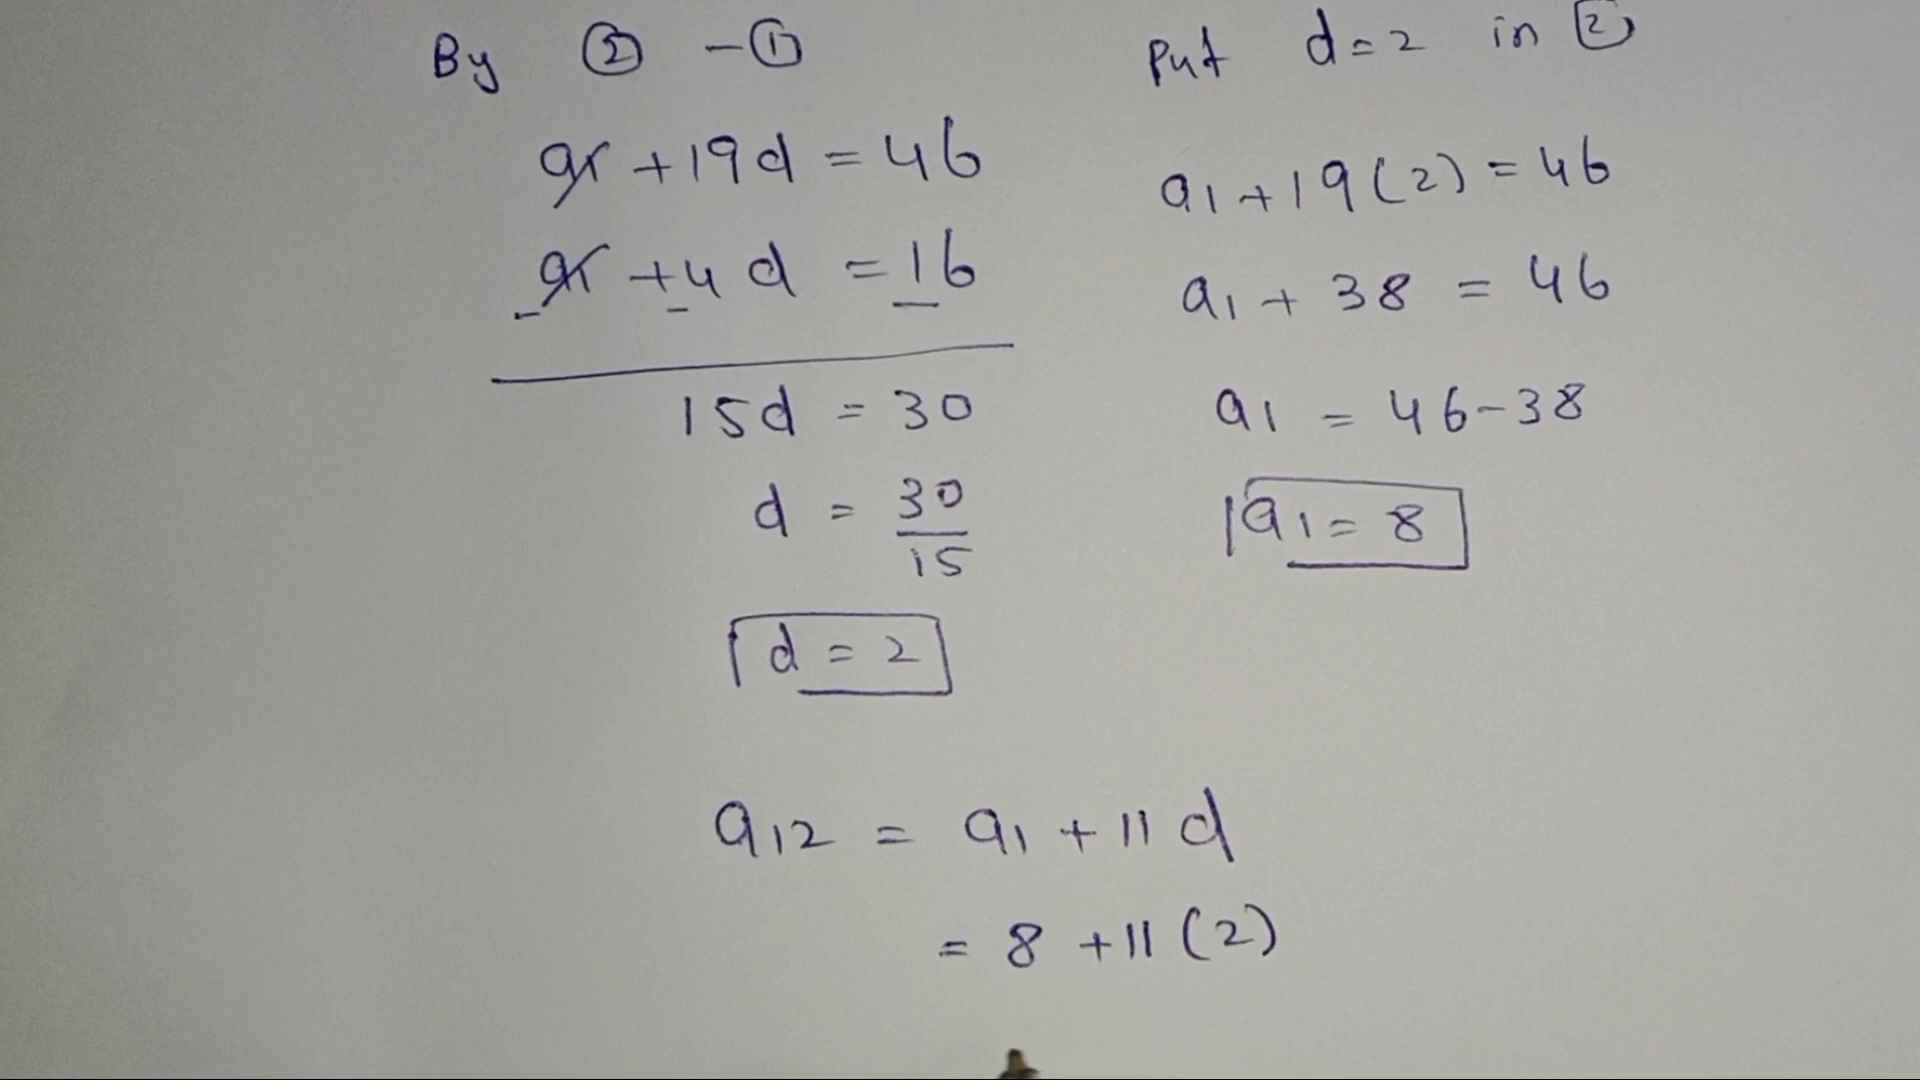 By ② - ①
a1 + 19d = 46
a1 + 4d = 16
- - -
15d = 30
d = 30/15
d = 2
Put d = 2 in ②
a1 + 19(2) = 46
a1 + 38 = 46
a1 = 46 - 38
a1 = 8
a12 = a1 + 11d
= 8 + 11(2)